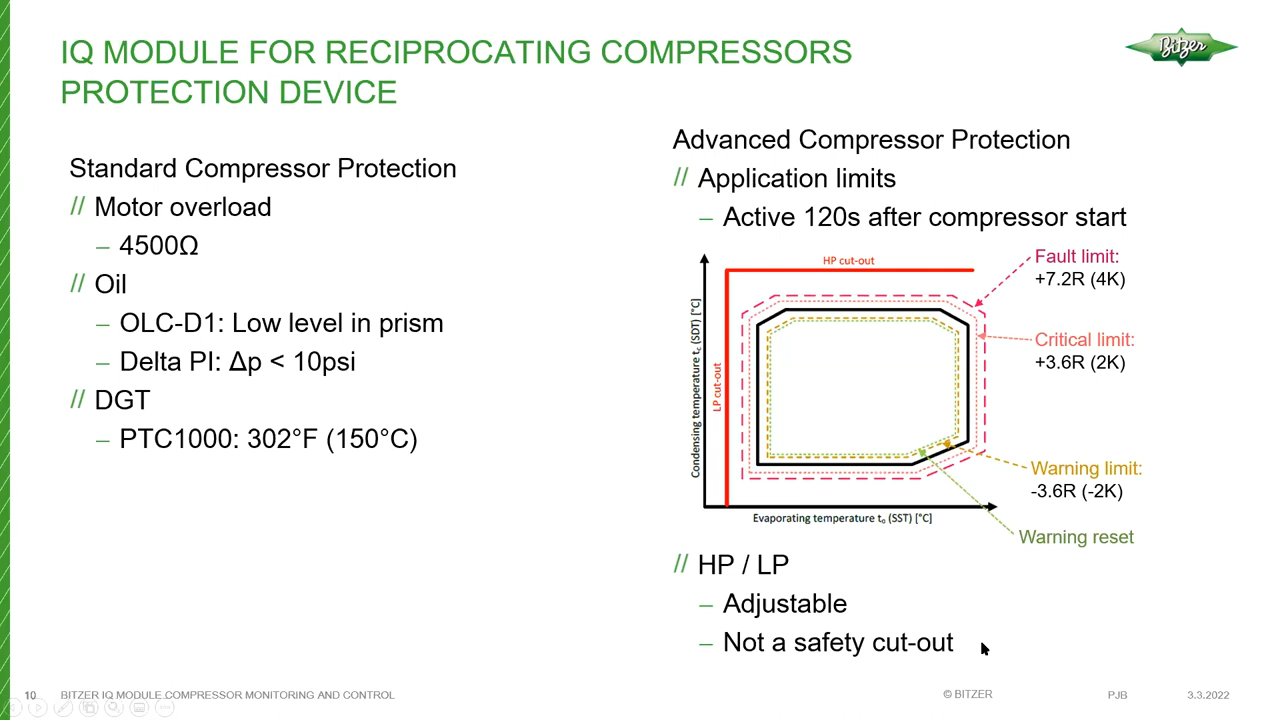 IQ MODULE FOR RECIPROCATING COMPRESSORS
PROTECTION DEVICE
Bitzer
Standard Compressor Protection
// Motor overload
– 4500Ω
// Oil
– OLC-D1: Low level in prism
– Delta PI: Δp < 10psi
// DGT
– PTC1000: 302°F (150°C)
Advanced Compressor Protection
// Application limits
– Active 120s after compressor start
HP cut-out
LP cut-out
Condensing temperature tc (SDT) [°C]
Evaporating temperature to (SST) [°C]
Fault limit:
+7.2R (4K)
Critical limit:
+3.6R (2K)
Warning limit:
-3.6R (-2K)
Warning reset
// HP / LP
– Adjustable
– Not a safety cut-out
10 BITZER IQ MODULE COMPRESSOR MONITORING AND CONTROL
© BITZER
PJB
3.3.2022